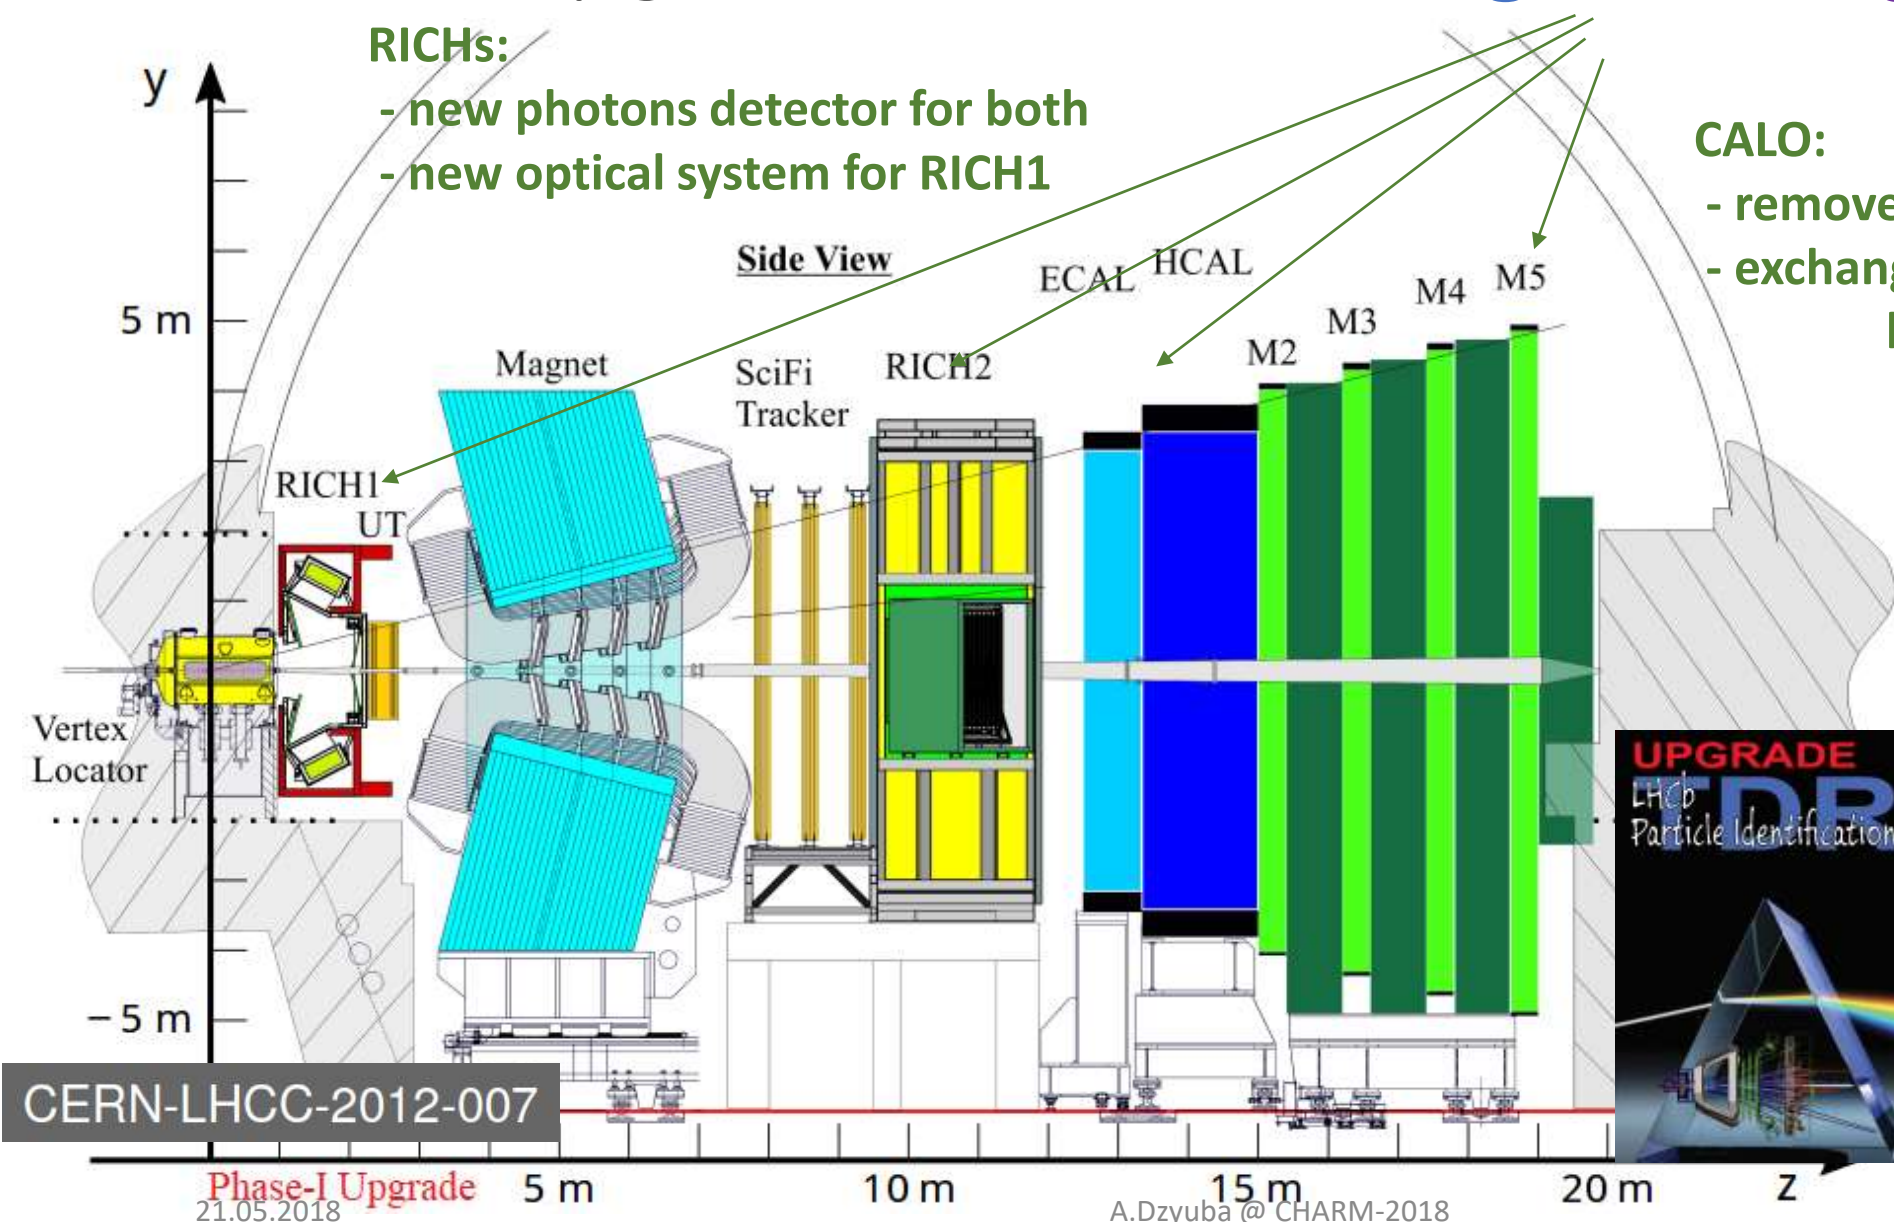 RICHs:
- new photons detector for both
- new optical system for RICH1
CALO:
- remove
- exchang
y
Side View
ECAL
HCAL
M2
M3
M4
M5
5 m
Magnet
SciFi
Tracker
RICH2
RICH1
UT
Vertex
Locator
UPGRADE
TDR
LHCb
Particle Identification
− 5 m
CERN-LHCC-2012-007
Phase-I Upgrade
5 m
10 m
15 m
20 m
z
21.05.2018
A.Dzyuba @ CHARM-2018